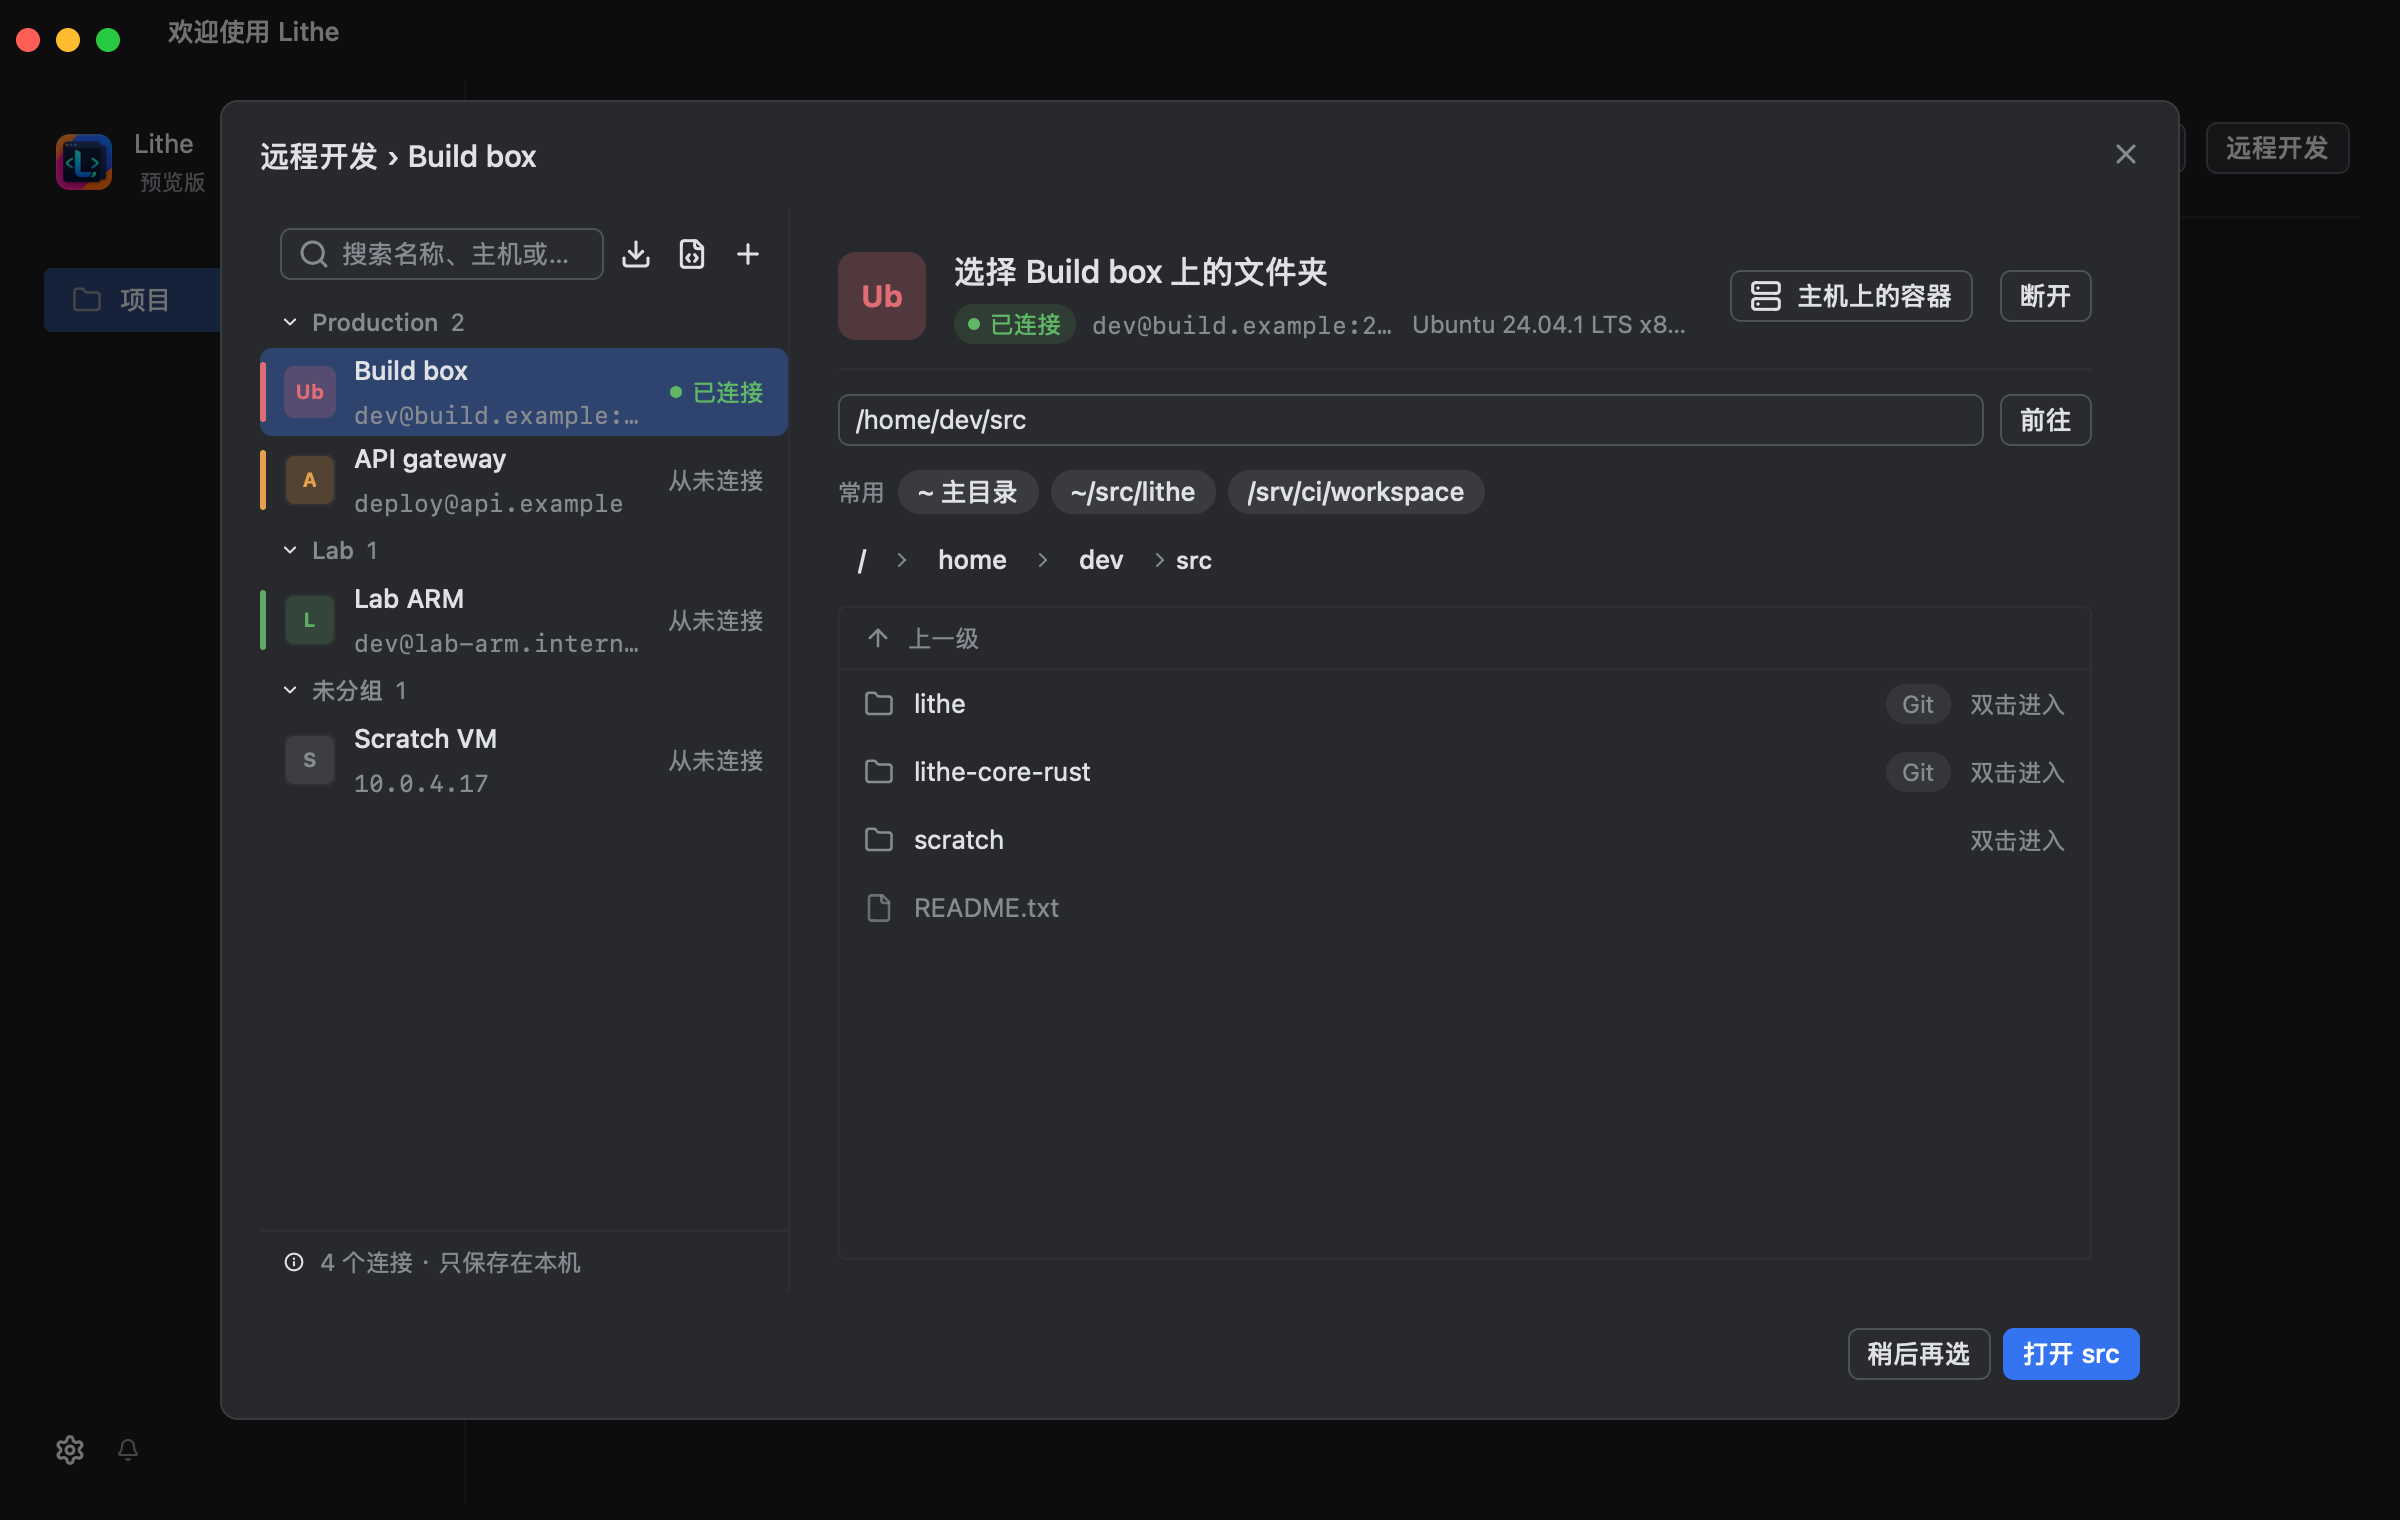 欢迎使用 Lithe
Lithe
预览版
远程开发
项目
远程开发 › Build box
搜索名称、主机或...
Production 2
Ub
Build box
dev@build.example:…
已连接
A
API gateway
deploy@api.example
从未连接
Lab 1
L
Lab ARM
dev@lab-arm.intern…
从未连接
未分组 1
S
Scratch VM
10.0.4.17
从未连接
4 个连接 · 只保存在本机
Ub
选择 Build box 上的文件夹
已连接 dev@build.example:2… Ubuntu 24.04.1 LTS x8...
主机上的容器
断开
/home/dev/src
前往
常用 ~ 主目录 ~/src/lithe /srv/ci/workspace
/ > home > dev > src
上一级
lithe Git 双击进入
lithe-core-rust Git 双击进入
scratch 双击进入
README.txt
稍后再选
打开 src